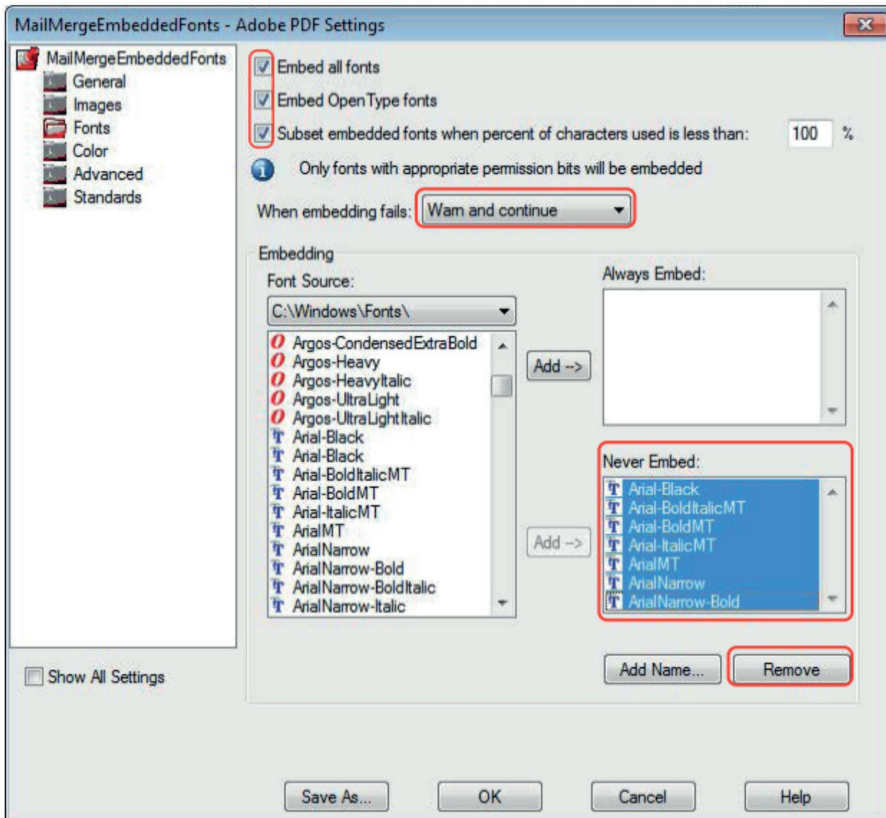 MailMergeEmbeddedFonts - Adobe PDF Settings
MailMergeEmbeddedFonts
General
Images
Fonts
Color
Advanced
Standards
Show All Settings
Embed all fonts
Embed OpenType fonts
Subset embedded fonts when percent of characters used is less than: 100 %
Only fonts with appropriate permission bits will be embedded
When embedding fails: Warn and continue
Embedding
Font Source:
C:\Windows\Fonts\
Argos-CondensedExtraBold
Argos-Heavy
Argos-HeavyItalic
Argos-UltraLight
Argos-UltraLightItalic
Arial-Black
Arial-Black
Arial-BoldItalicMT
Arial-BoldMT
Arial-ItalicMT
ArialMT
ArialNarrow
ArialNarrow-Bold
ArialNarrow-BoldItalic
ArialNarrow-Italic
Add -->
Add -->
Always Embed:
Never Embed:
Arial-Black
Arial-BoldItalicMT
Arial-BoldMT
Arial-ItalicMT
ArialMT
ArialNarrow
ArialNarrow-Bold
Add Name... Remove
Save As... OK Cancel Help